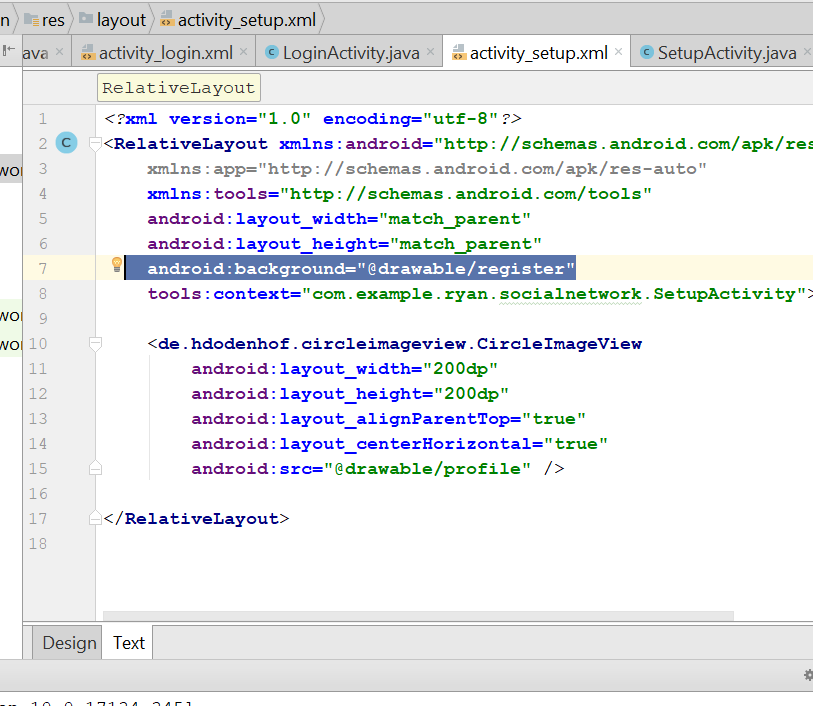 n res layout activity_setup.xml
ava activity_login.xml LoginActivity.java activity_setup.xml SetupActivity.java
RelativeLayout
1 <?xml version="1.0" encoding="utf-8"?>
2 C <RelativeLayout xmlns:android="http://schemas.android.com/apk/res
3 xmlns:app="http://schemas.android.com/apk/res-auto"
4 xmlns:tools="http://schemas.android.com/tools"
5 android:layout_width="match_parent"
6 android:layout_height="match_parent"
7 android:background="@drawable/register"
8 tools:context="com.example.ryan.socialnetwork.SetupActivity">
9
10 <de.hdodenhof.circleimageview.CircleImageView
11 android:layout_width="200dp"
12 android:layout_height="200dp"
13 android:layout_alignParentTop="true"
14 android:layout_centerHorizontal="true"
15 android:src="@drawable/profile" />
16
17 </RelativeLayout>
18
Design Text